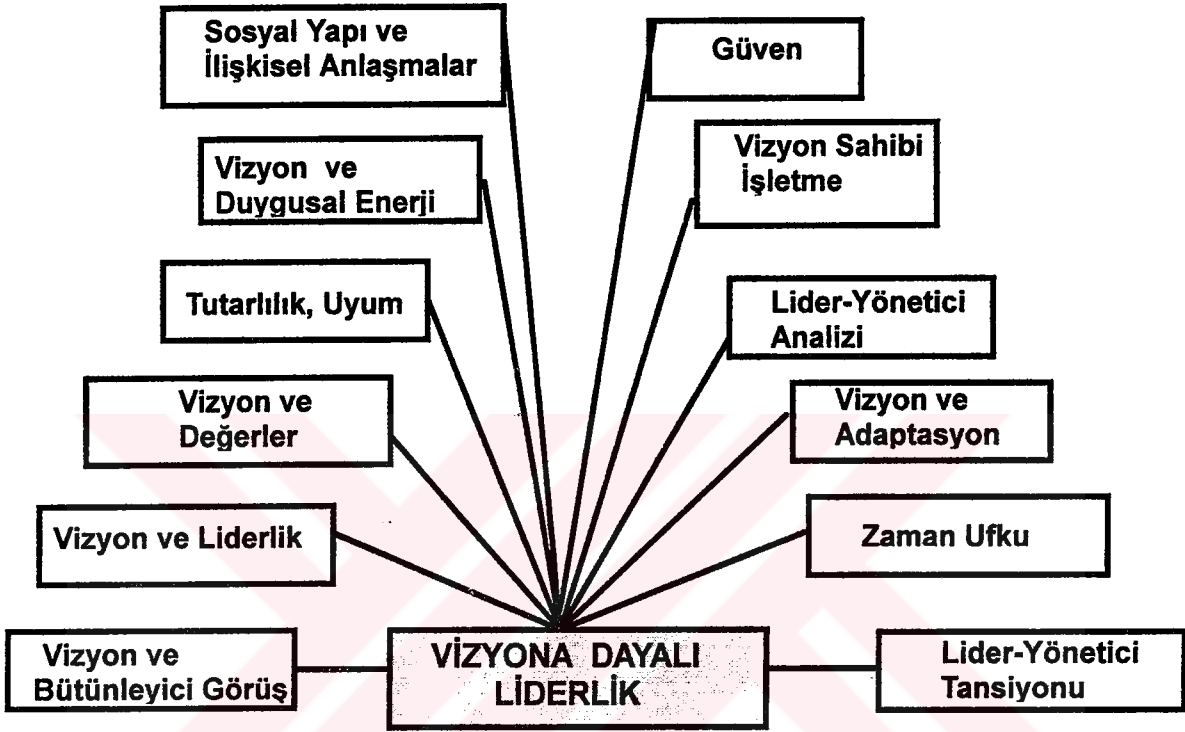 Sosyal Yapı ve
İlişkisel Anlaşmalar
Güven
Vizyon ve
Duygusal Enerji
Vizyon Sahibi
İşletme
Tutarlılık, Uyum
Lider-Yönetici
Analizi
Vizyon ve
Değerler
Vizyon ve
Adaptasyon
Vizyon ve Liderlik
Zaman Ufku
Vizyon ve
Bütünleyici Görüş
VİZYONA DAYALI
LİDERLİK
Lider-Yönetici
Tansiyonu